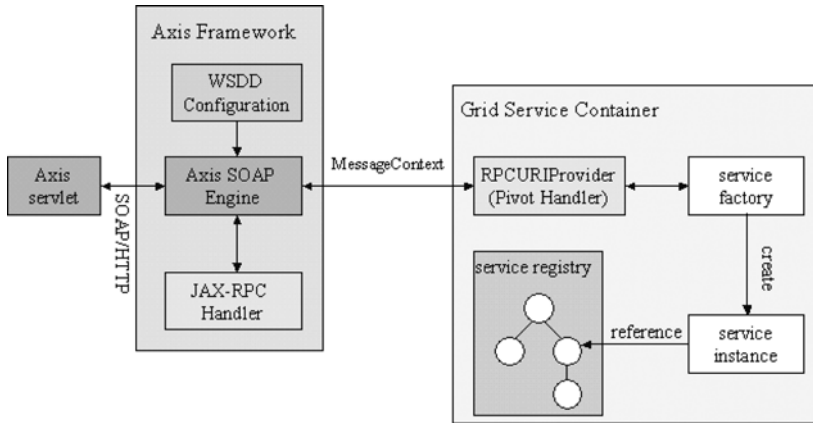 Axis Framework
WSDD
Configuration
Axis
servlet
SOAP/HTTP
Axis SOAP
Engine
JAX-RPC
Handler
MessageContext
Grid Service Container
RPCURIProvider
(Pivot Handler)
service
factory
create
service registry
reference
service
instance